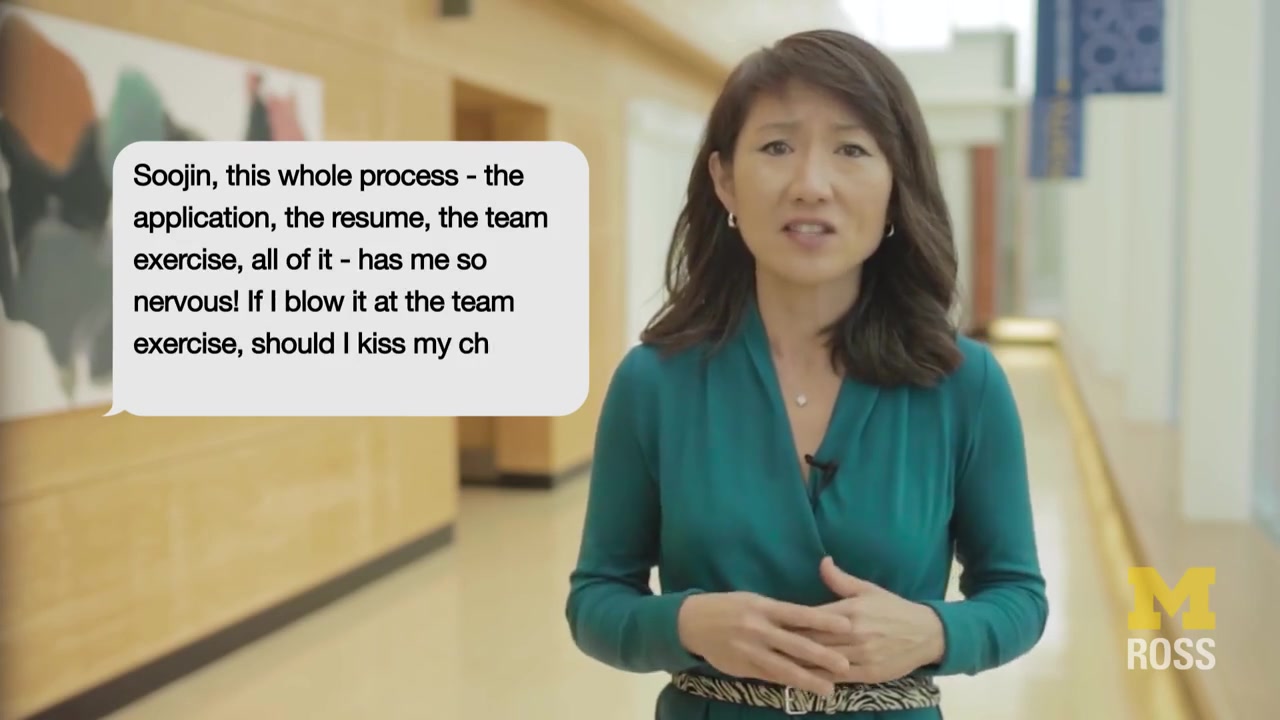 Soojin, this whole process - the
application, the resume, the team
exercise, all of it - has me so
nervous! If I blow it at the team
exercise, should I kiss my ch
M
ROSS